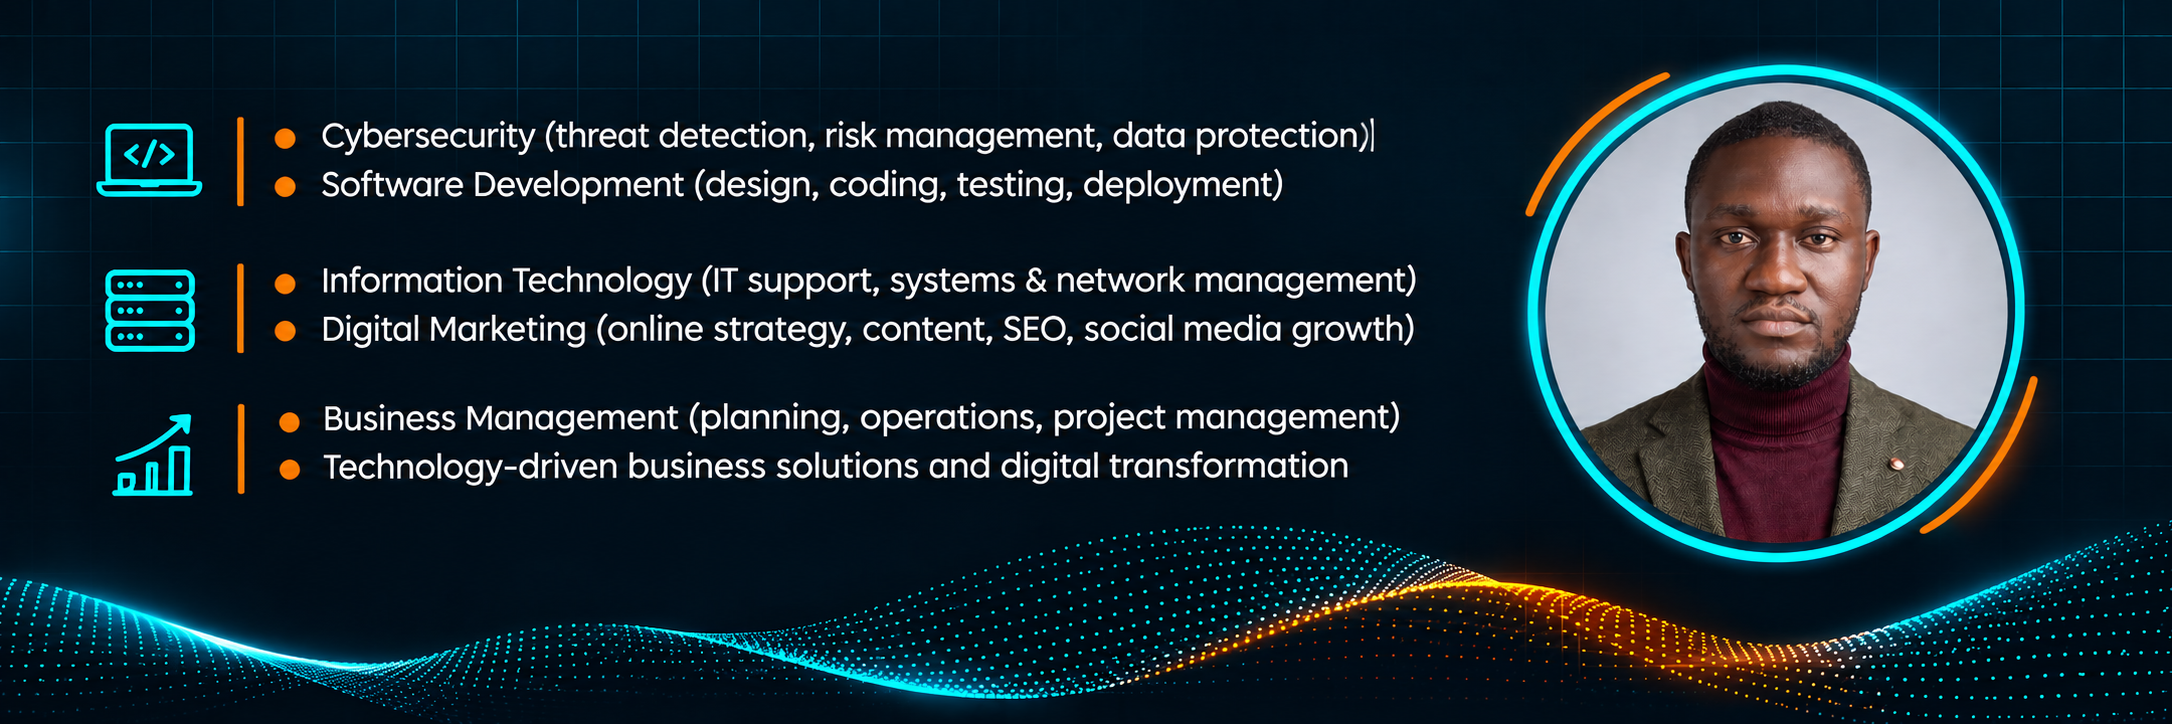 Cybersecurity (threat detection, risk management, data protection)
Software Development (design, coding, testing, deployment)
Information Technology (IT support, systems & network management)
Digital Marketing (online strategy, content, SEO, social media growth)
Business Management (planning, operations, project management)
Technology-driven business solutions and digital transformation